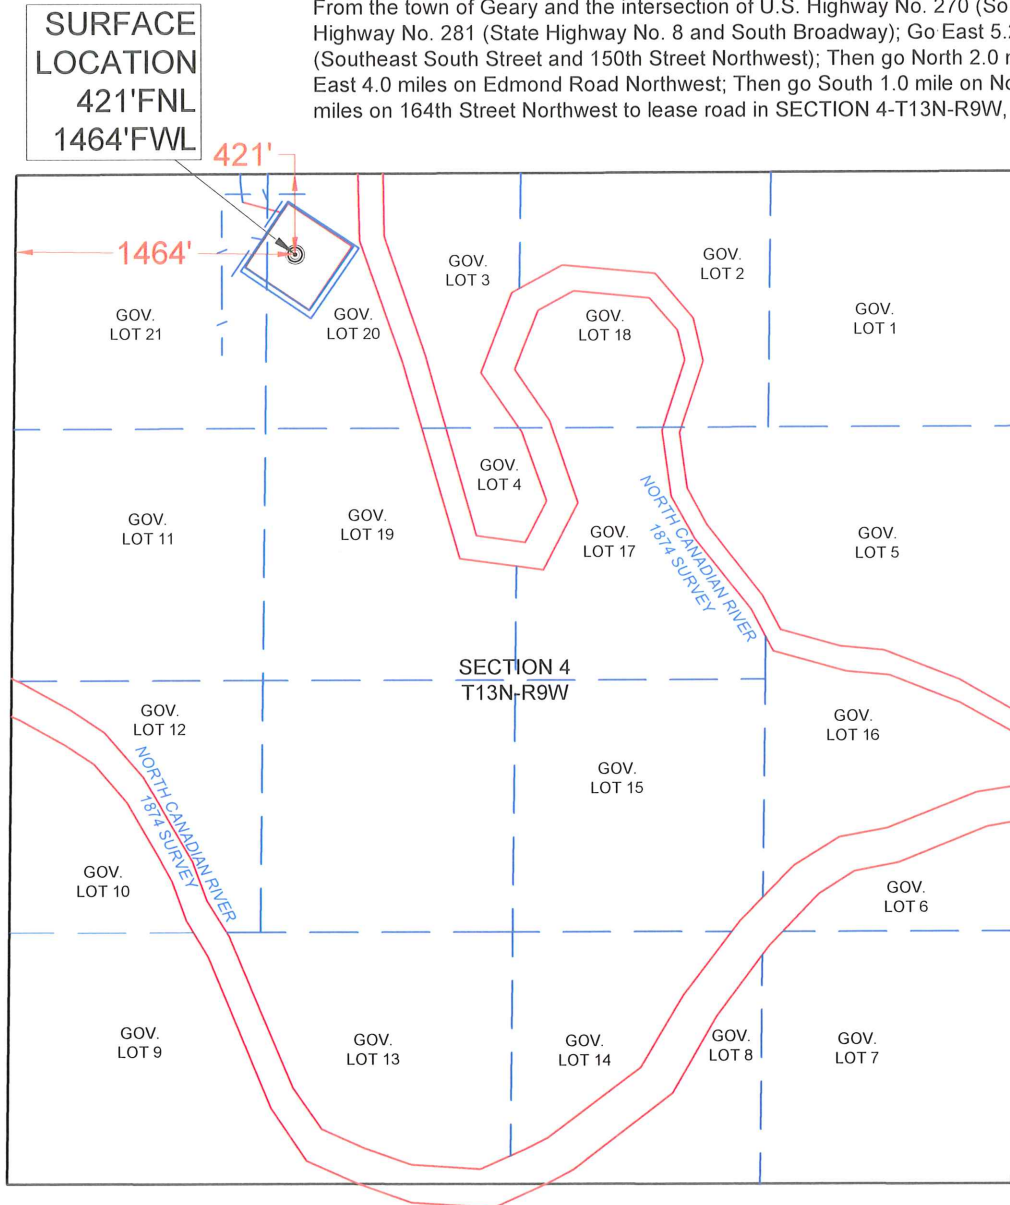 SURFACE
LOCATION
421'FNL
1464'FWL
From the town of Geary and the intersection of U.S. Highway No. 270 (So
Highway No. 281 (State Highway No. 8 and South Broadway); Go East 5.
(Southeast South Street and 150th Street Northwest); Then go North 2.0
East 4.0 miles on Edmond Road Northwest; Then go South 1.0 mile on No
miles on 164th Street Northwest to lease road in SECTION 4-T13N-R9W,
421'
1464'
GOV.
LOT 21
GOV.
LOT 20
GOV.
LOT 3
GOV.
LOT 18
GOV.
LOT 2
GOV.
LOT 1
GOV.
LOT 11
GOV.
LOT 19
GOV.
LOT 4
GOV.
LOT 17
NORTH CANADIAN RIVER
1874 SURVEY
GOV.
LOT 5
SECTION 4
T13N-R9W
GOV.
LOT 12
NORTH CANADIAN RIVER
1874 SURVEY
GOV.
LOT 15
GOV.
LOT 16
GOV.
LOT 10
GOV.
LOT 6
GOV.
LOT 9
GOV.
LOT 13
GOV.
LOT 14
GOV.
LOT 8
GOV.
LOT 7